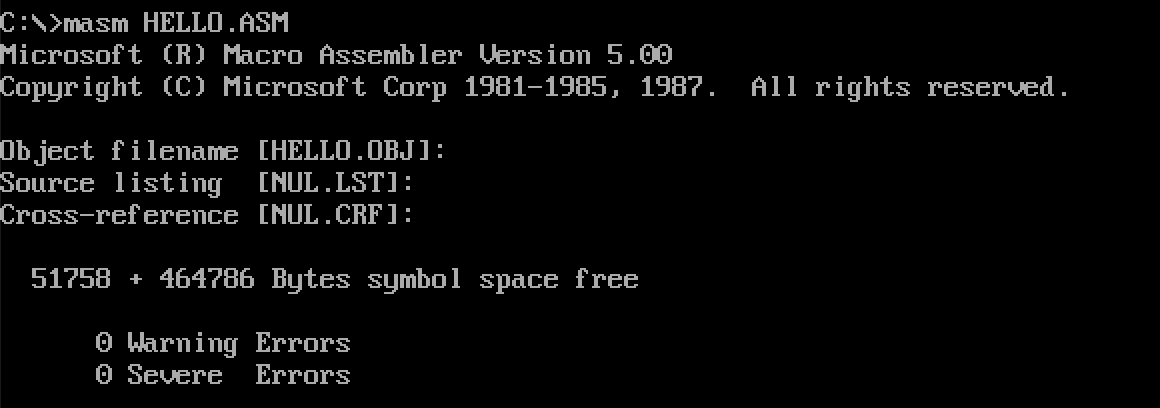 C:\>masm HELLO.ASM
Microsoft (R) Macro Assembler Version 5.00
Copyright (C) Microsoft Corp 1981-1985, 1987.  All rights reserved.
Object filename [HELLO.OBJ]:
Source listing  [NUL.LST]:
Cross-reference [NUL.CRF]:
  51758 + 464786 Bytes symbol space free
      0 Warning Errors
      0 Severe  Errors